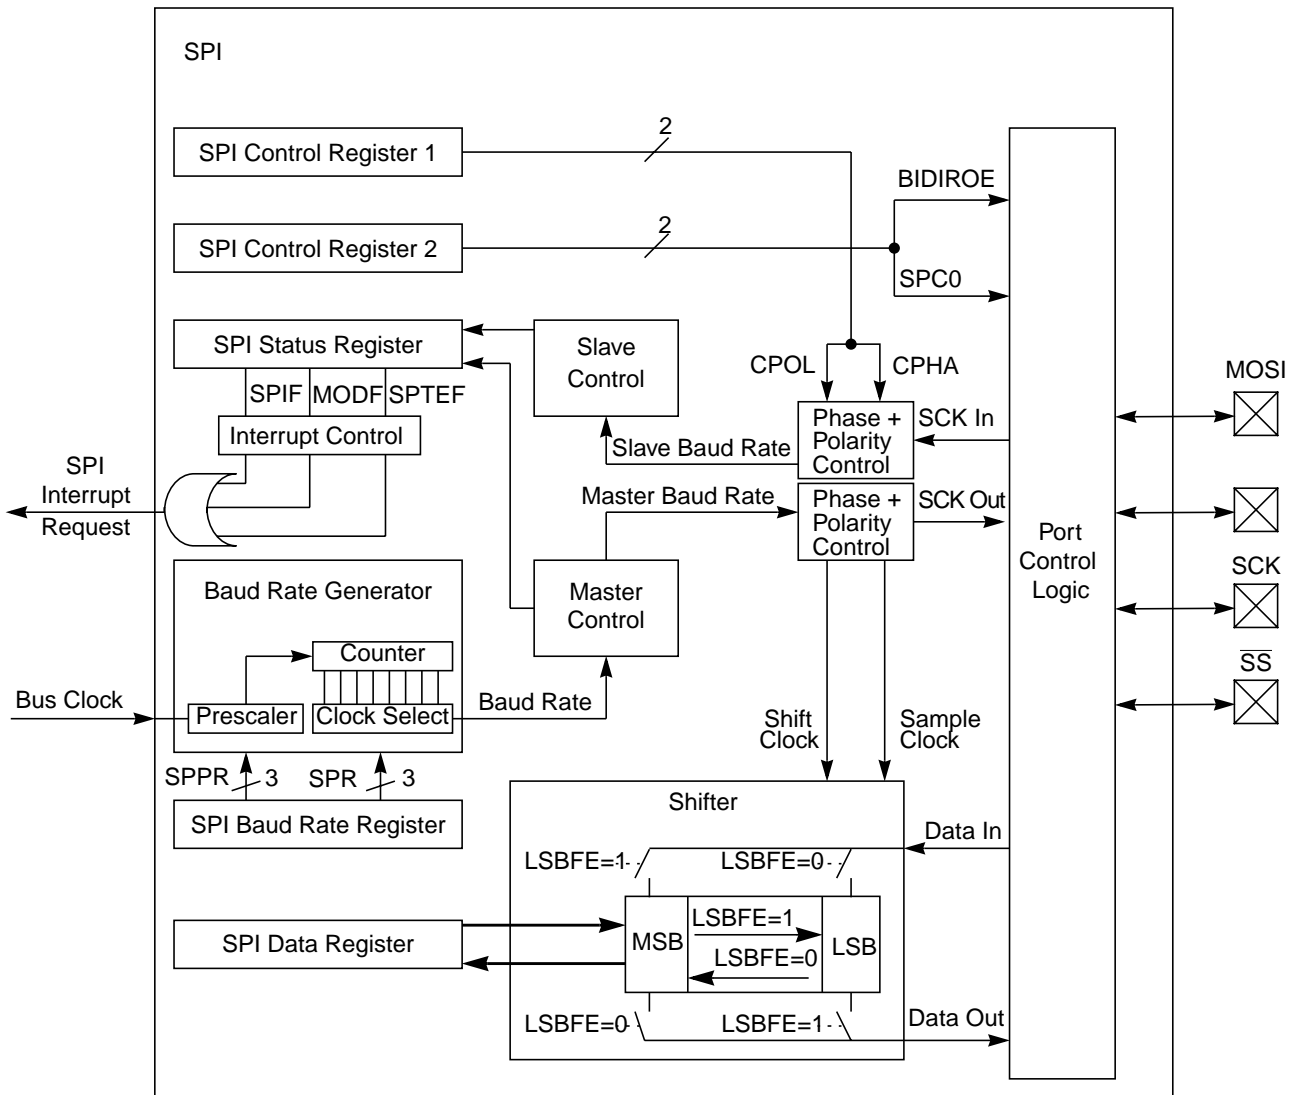 SPI
SPI Control Register 1
2
BIDIROE
SPI Control Register 2
2
SPC0
SPI Status Register
Slave
Control
CPOL
CPHA
MOSI
SPIF
MODF
SPTEF
Interrupt Control
Phase +
Polarity
Control
SCK In
Slave Baud Rate
SPI
Interrupt
Request
Master Baud Rate
Phase +
Polarity
Control
SCK Out
Port
Control
Logic
SCK
Baud Rate Generator
Master
Control
Counter
SS
Bus Clock
Prescaler
Clock Select
Baud Rate
Shift
Clock
Sample
Clock
SPPR
3
SPR
3
SPI Baud Rate Register
Shifter
Data In
LSBFE=1
LSBFE=0
SPI Data Register
MSB
LSBFE=1
LSBFE=0
LSB
LSBFE=0
LSBFE=1
Data Out